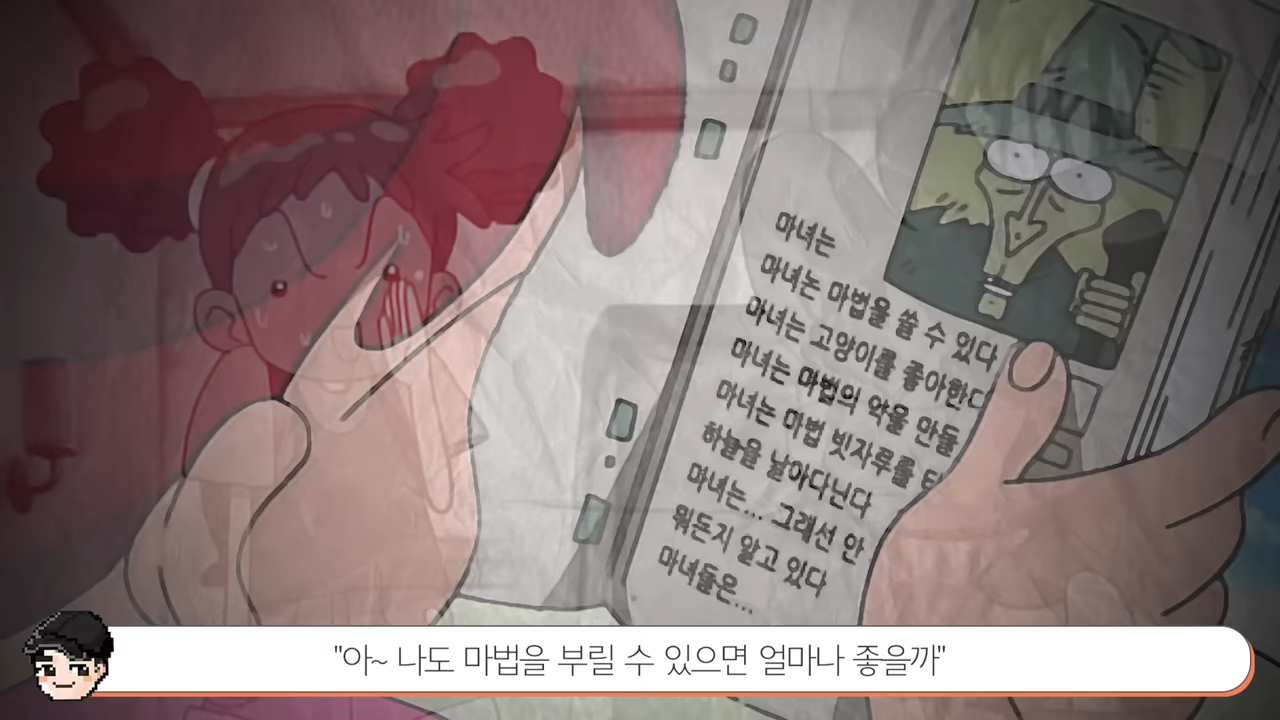 마녀는
마녀는 마법을 쓸 수 있다
마녀는 고양이를 좋아한다
마녀는 마법의 약물 만들
마녀는 마법 빗자루를 타
하늘을 날아다닌다
마녀는... 그래선 안
뭐든지 알고 있다
마녀들은...
"아~ 나도 마법을 부릴 수 있으면 얼마나 좋을까"